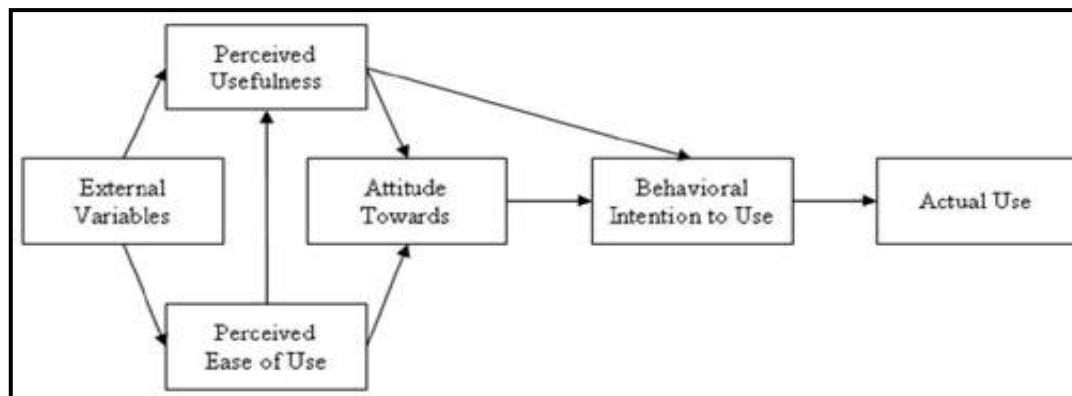 Perceived
Usefulness
External
Variables
Attitude
Towards
Behavioral
Intention to Use
Actual Use
Perceived
Ease of Use